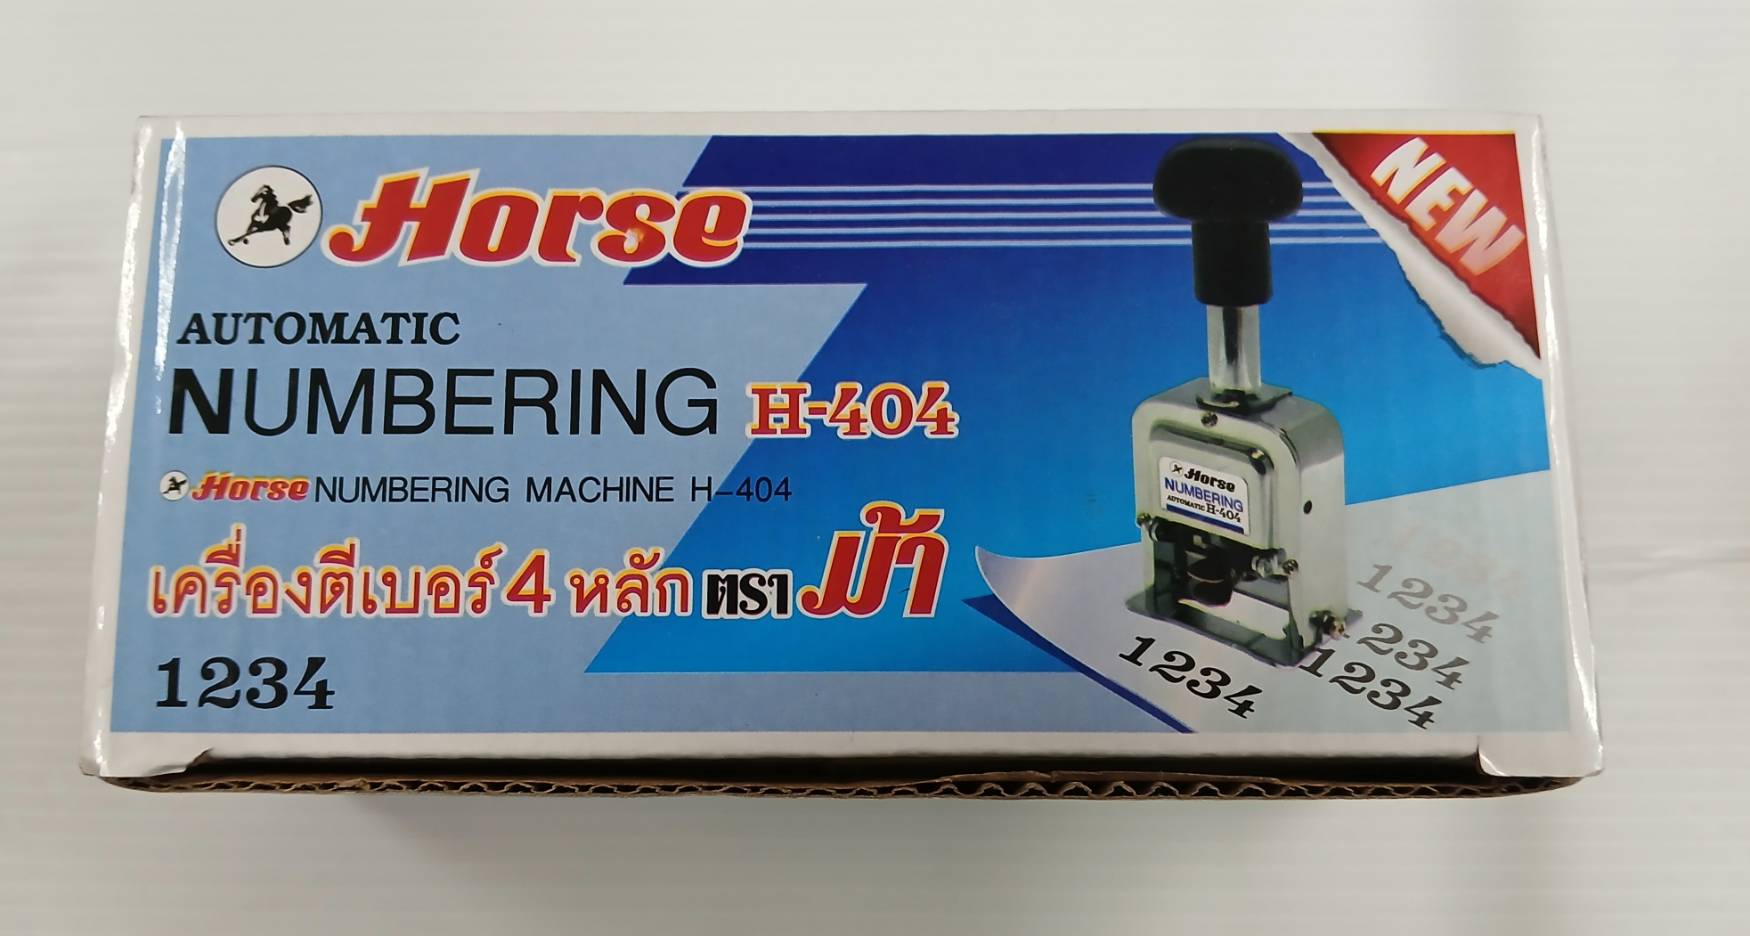 Horse
NEW
AUTOMATIC
NUMBERING H-404
Horse NUMBERING MACHINE H-404
เครื่องตีเบอร์ 4 หลัก ตรา ม้า
1234
Horse
NUMBERING
AUTOMATIC H-404
1234
1234
1234
1234